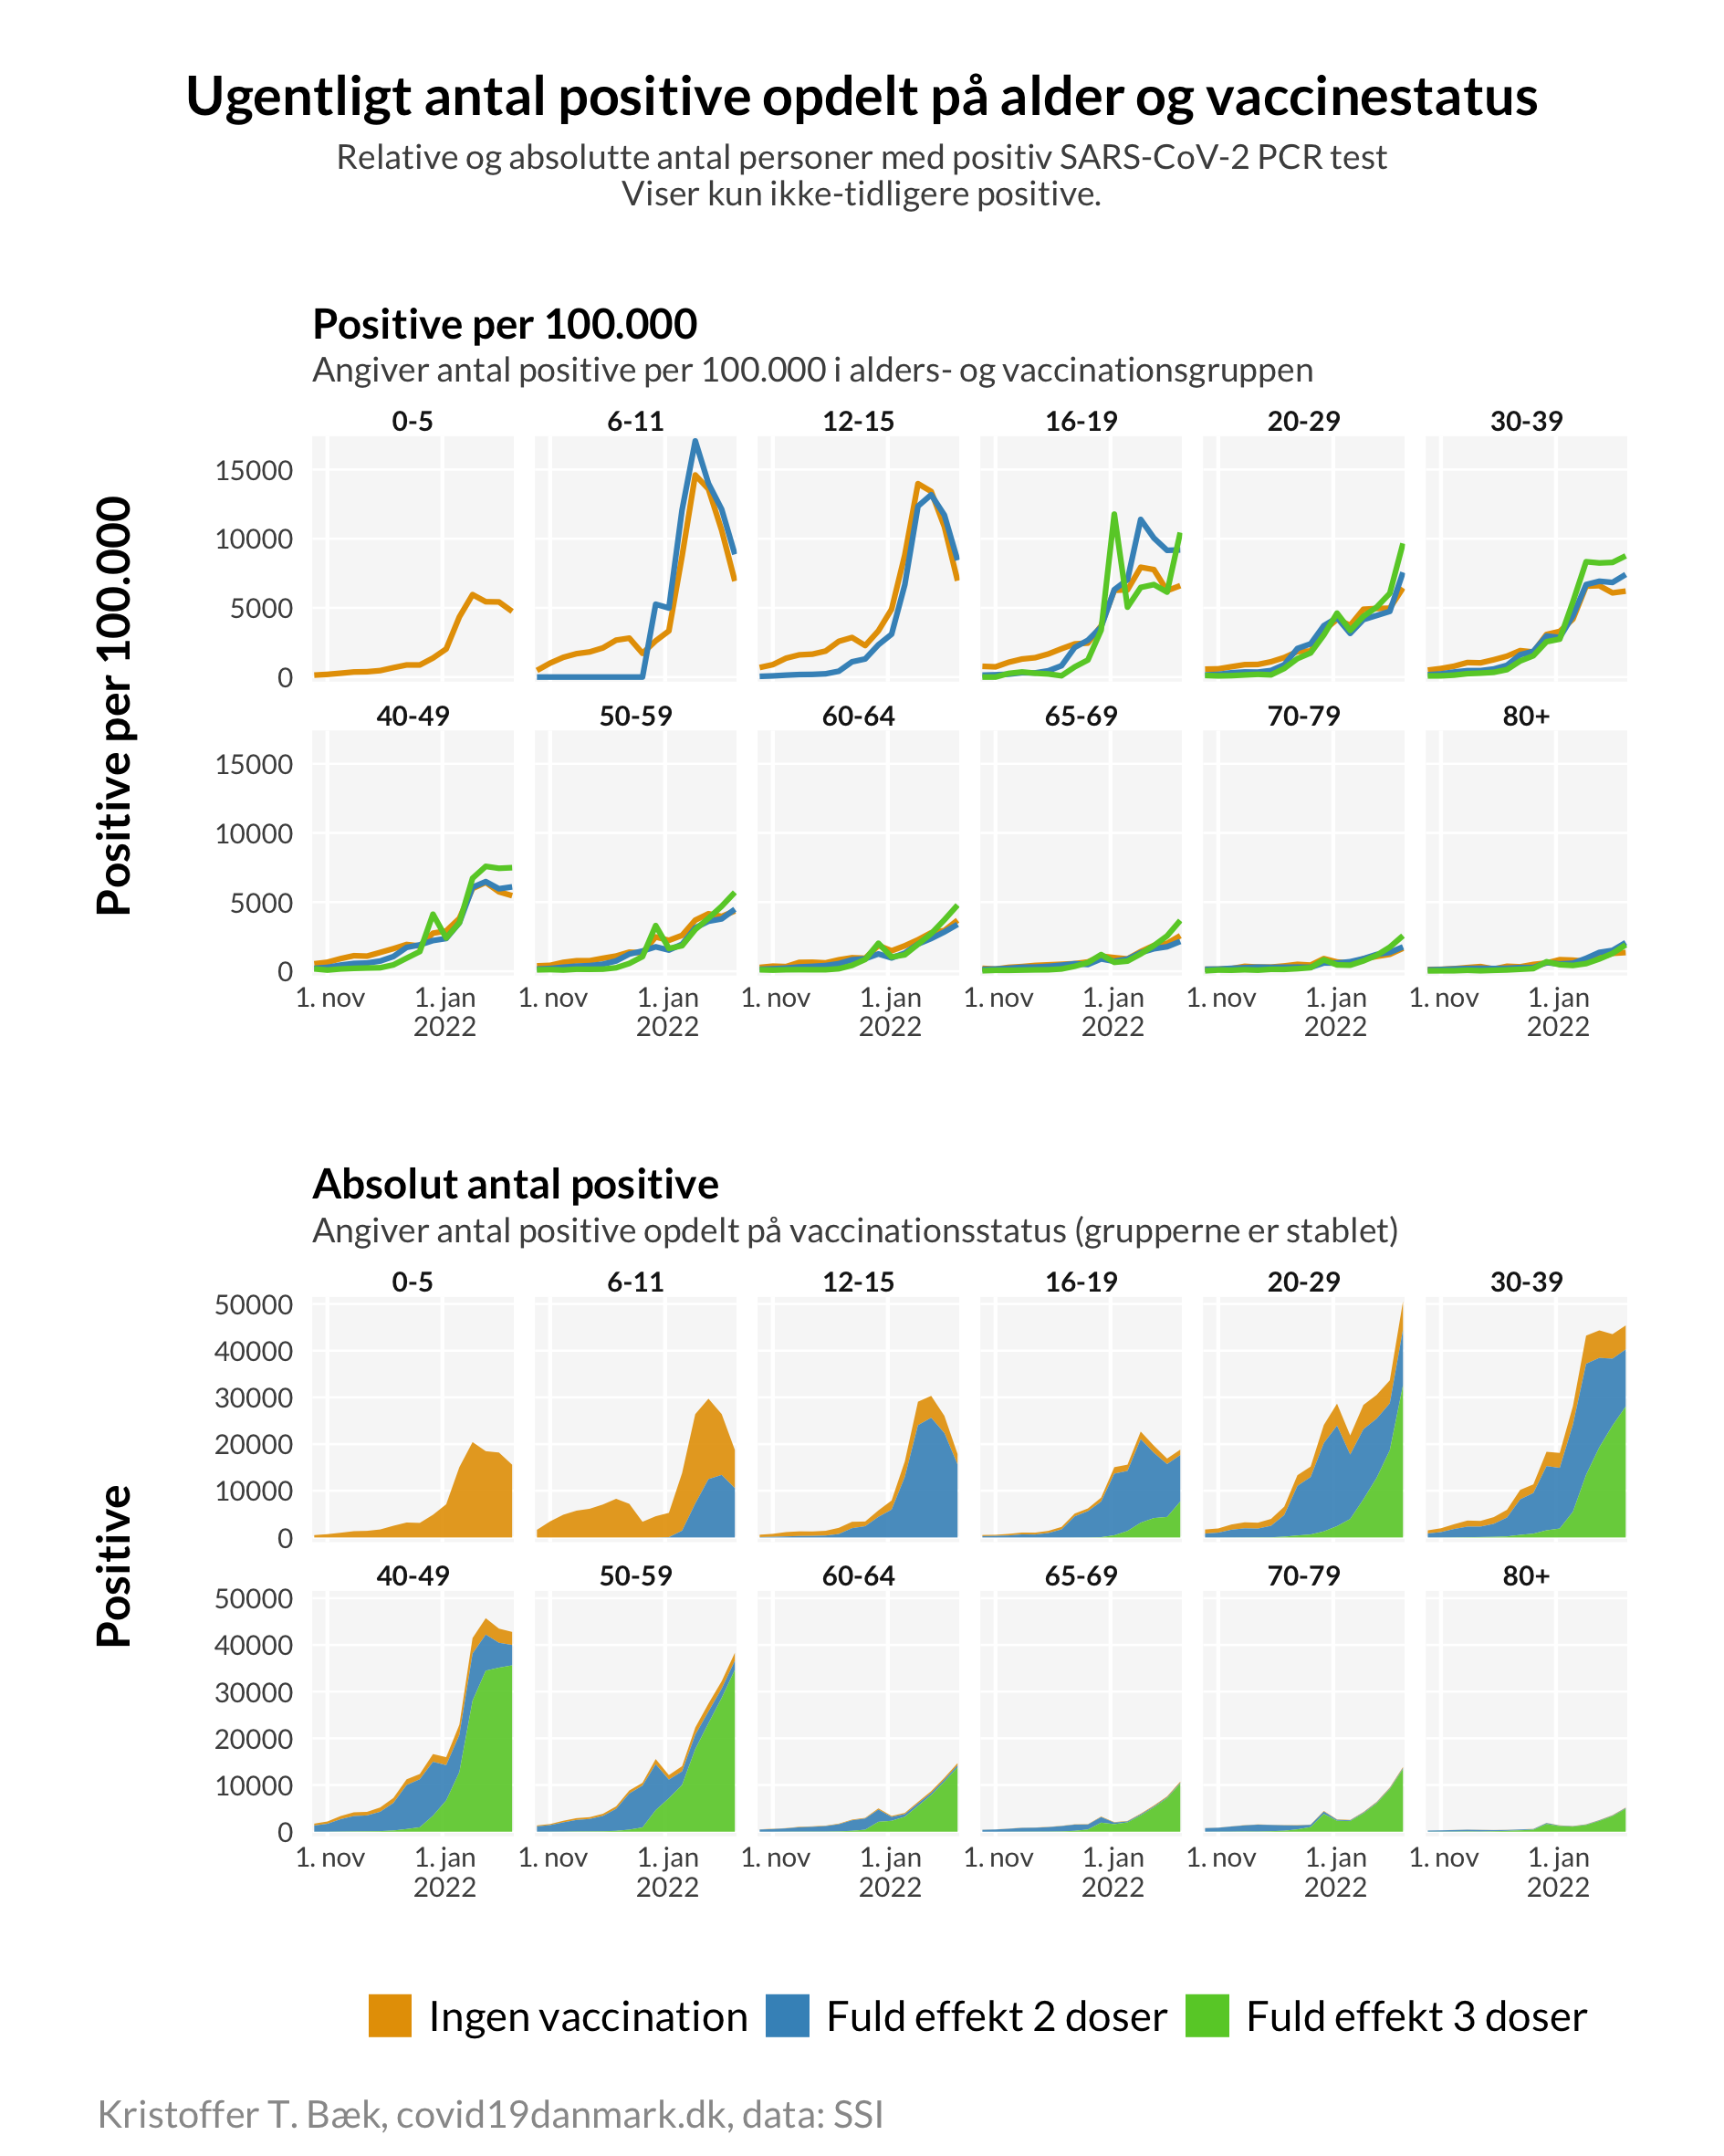 Ugentligt antal positive opdelt på alder og vaccinestatus
Relative og absolutte antal personer med positiv SARS-CoV-2 PCR test
Viser kun ikke-tidligere positive.
Positive per 100.000
Angiver antal positive per 100.000 i alders- og vaccinationsgruppen
Positive per 100.000
0-5 6-11 12-15 16-19 20-29 30-39
15000
10000
5000
0
40-49 50-59 60-64 65-69 70-79 80+
15000
10000
5000
0
1. nov 1. jan 1. nov 1. jan 1. nov 1. jan 1. nov 1. jan 1. nov 1. jan 1. nov 1. jan
2022 2022 2022 2022 2022 2022
Absolut antal positive
Angiver antal positive opdelt på vaccinationsstatus (grupperne er stablet)
Positive
0-5 6-11 12-15 16-19 20-29 30-39
50000
40000
30000
20000
10000
0
40-49 50-59 60-64 65-69 70-79 80+
50000
40000
30000
20000
10000
0
1. nov 1. jan 1. nov 1. jan 1. nov 1. jan 1. nov 1. jan 1. nov 1. jan 1. nov 1. jan
2022 2022 2022 2022 2022 2022
Ingen vaccination Fuld effekt 2 doser Fuld effekt 3 doser
Kristoffer T. Bæk, covid19danmark.dk, data: SSI